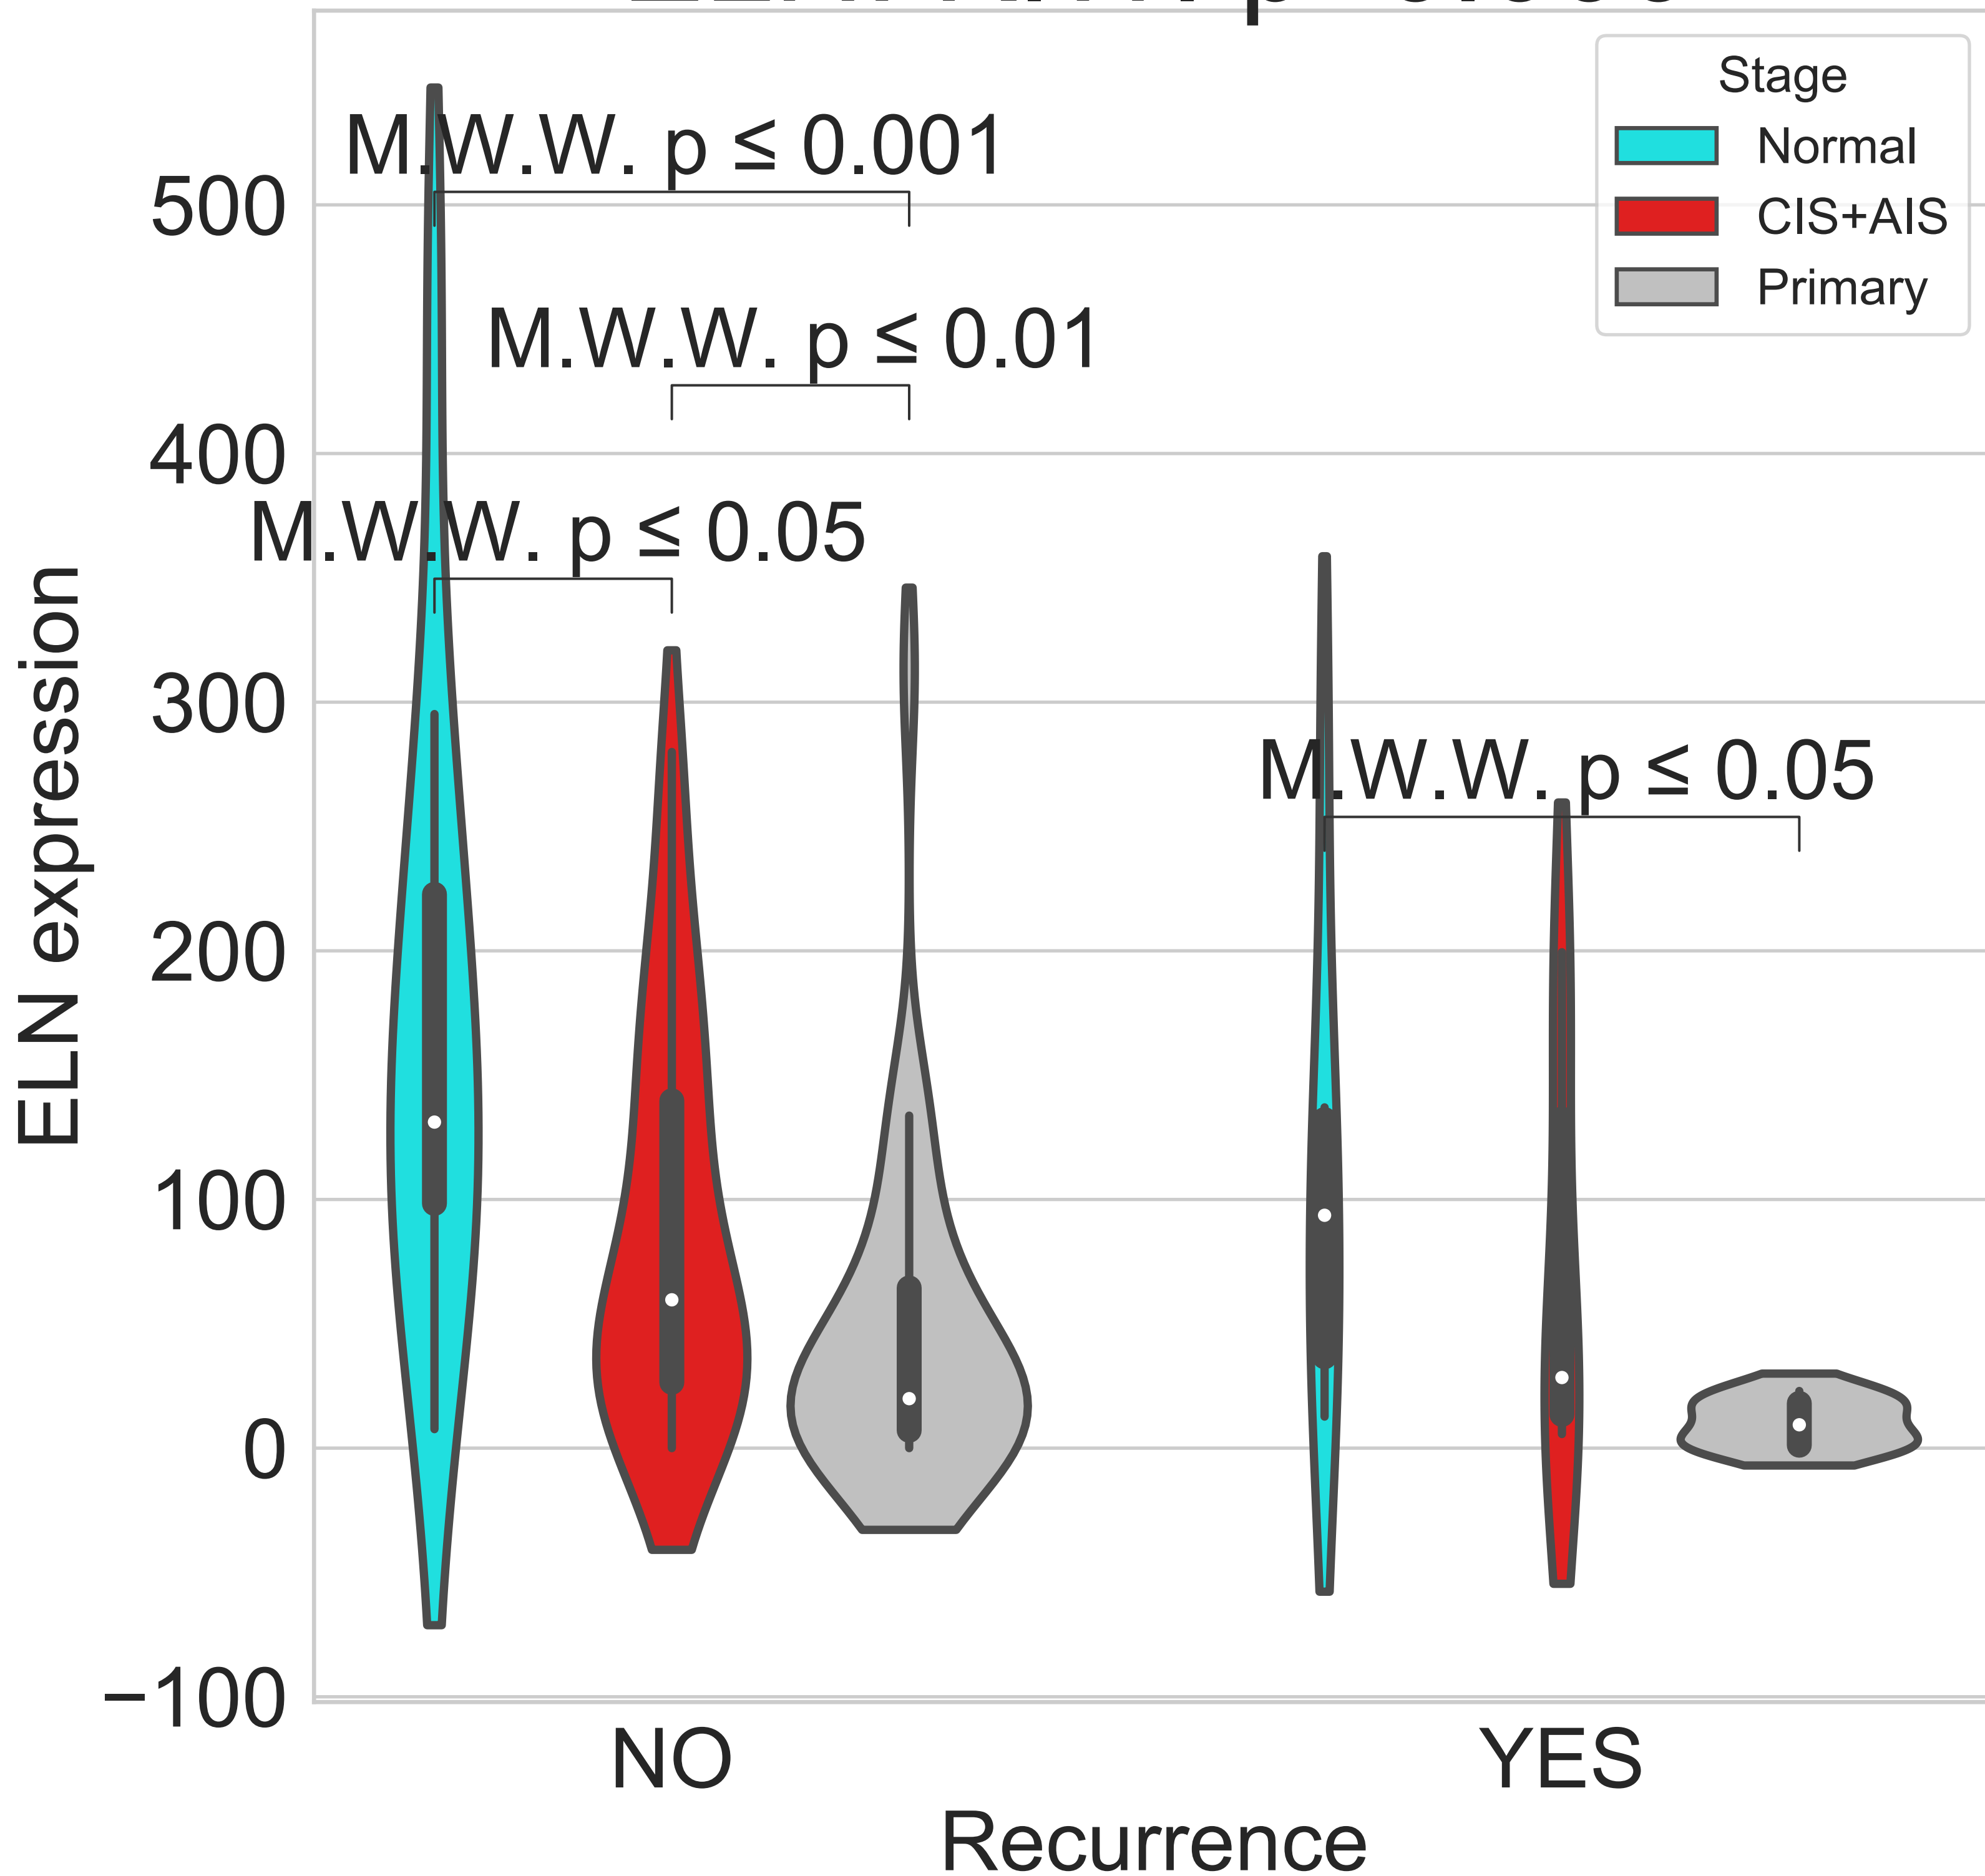 Stage
Normal
CIS+AIS
Primary
M.W.W. p ≤ 0.001
M.W.W. p ≤ 0.01
M.W.W. p ≤ 0.05
M.W.W. p ≤ 0.05
500
400
300
200
100
0
−100
ELN expression
NO
YES
Recurrence